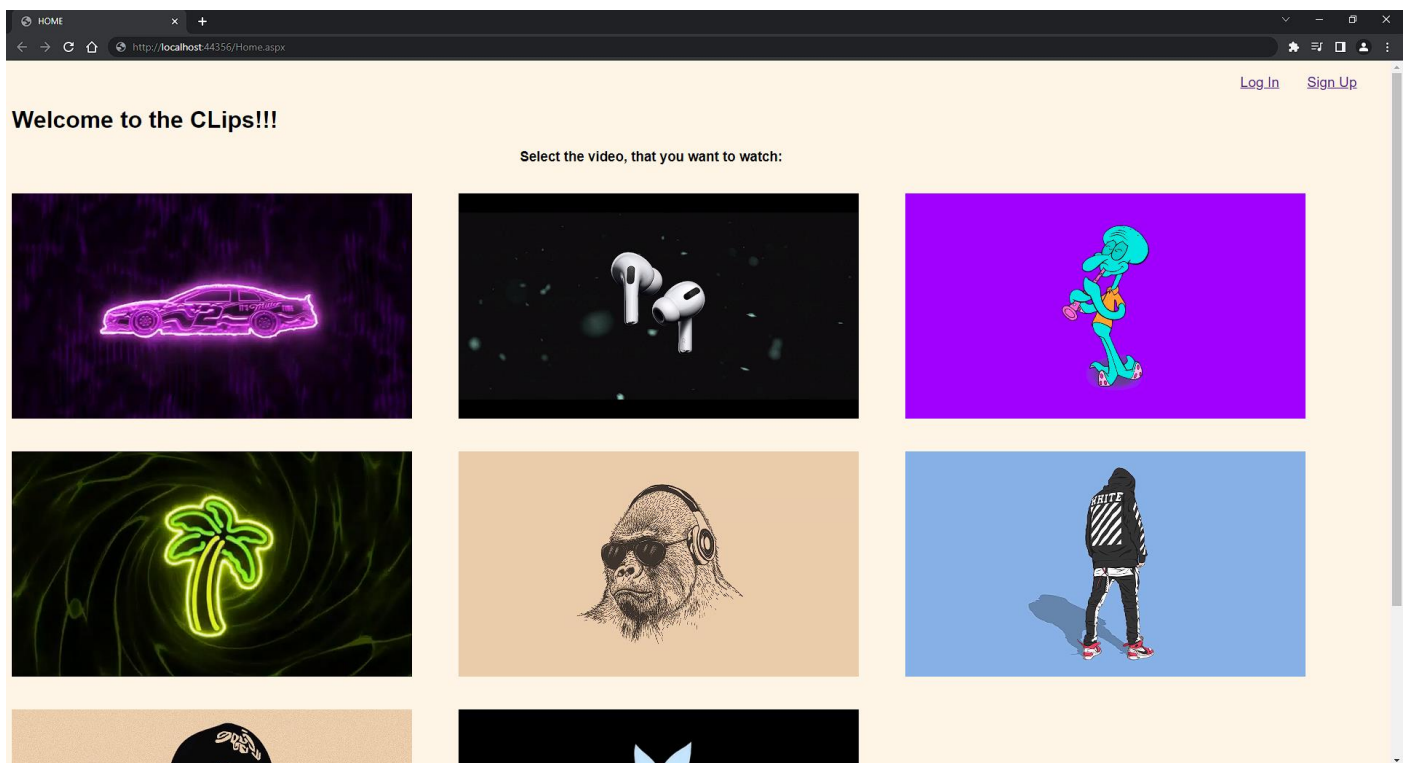 HOME
http://localhost:44356/Home.aspx
Log In Sign Up
Welcome to the CLips!!!
Select the video, that you want to watch:
WHITE